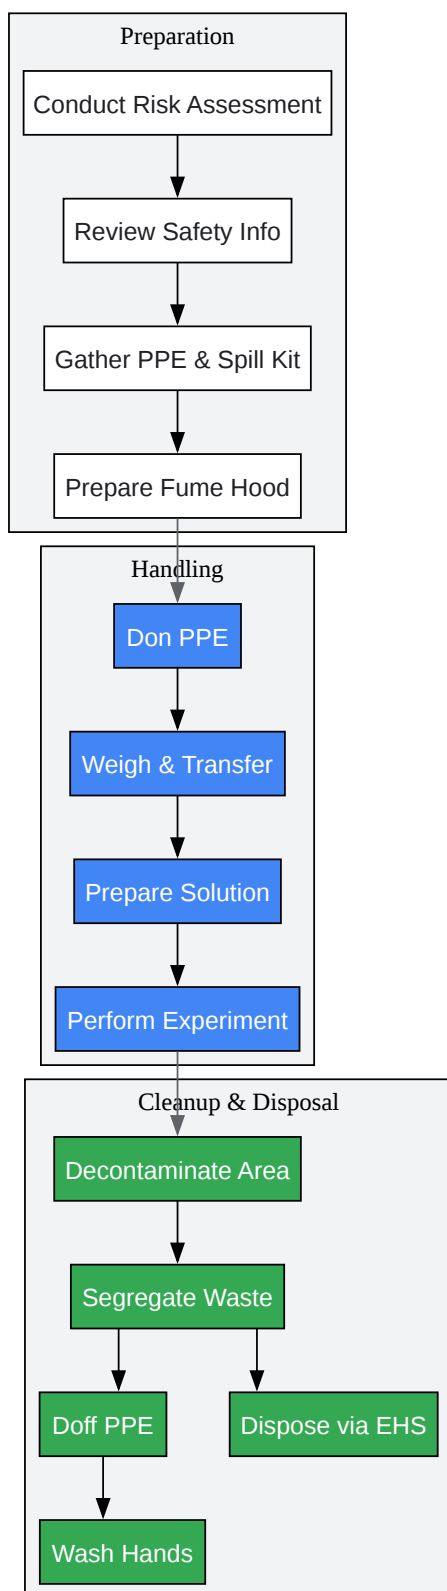 Preparation
Conduct Risk Assessment
Review Safety Info
Gather PPE & Spill Kit
Prepare Fume Hood
Handling
Don PPE
Weigh & Transfer
Prepare Solution
Perform Experiment
Cleanup & Disposal
Decontaminate Area
Segregate Waste
Doff PPE
Dispose via EHS
Wash Hands